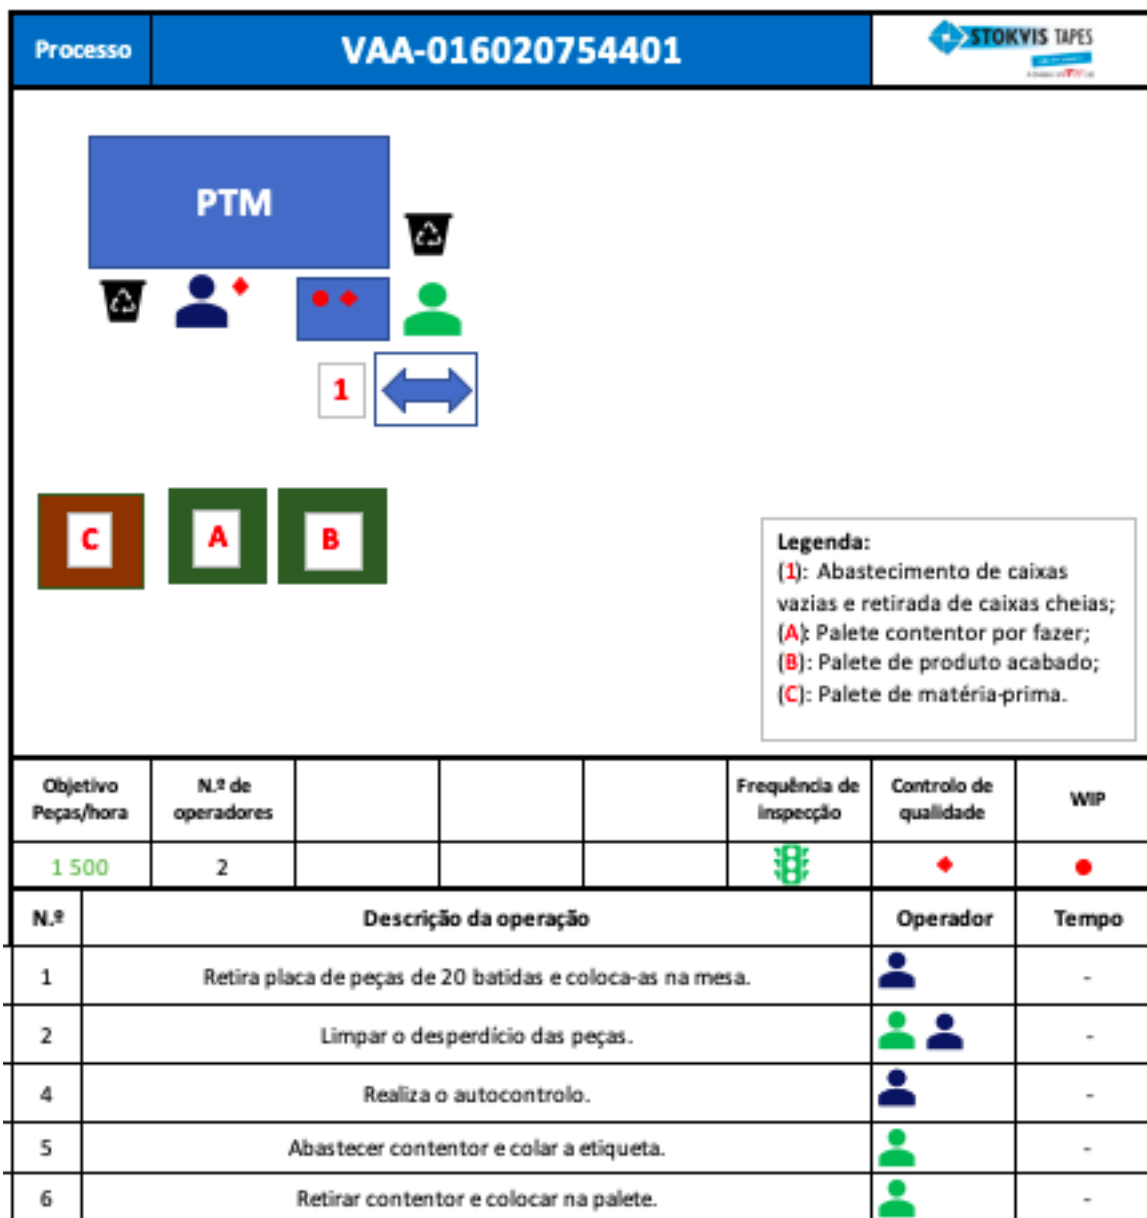 Processo
VAA-016020754401
STOKVIS TAPES
PTM
1
C
A
B
Legenda:
(1): Abastecimento de caixas
vazias e retirada de caixas cheias;
(A): Palete contentor por fazer;
(B): Palete de produto acabado;
(C): Palete de matéria-prima.
Objetivo
Peças/hora
N.º de
operadores
Frequência de
inspecção
Controlo de
qualidade
WIP
1 500
2
N.º
Descrição da operação
Operador
Tempo
1
Retira placa de peças de 20 batidas e coloca-as na mesa.
-
2
Limpar o desperdício das peças.
-
4
Realiza o autocontrolo.
-
5
Abastecer contentor e colar a etiqueta.
-
6
Retirar contentor e colocar na palete.
-